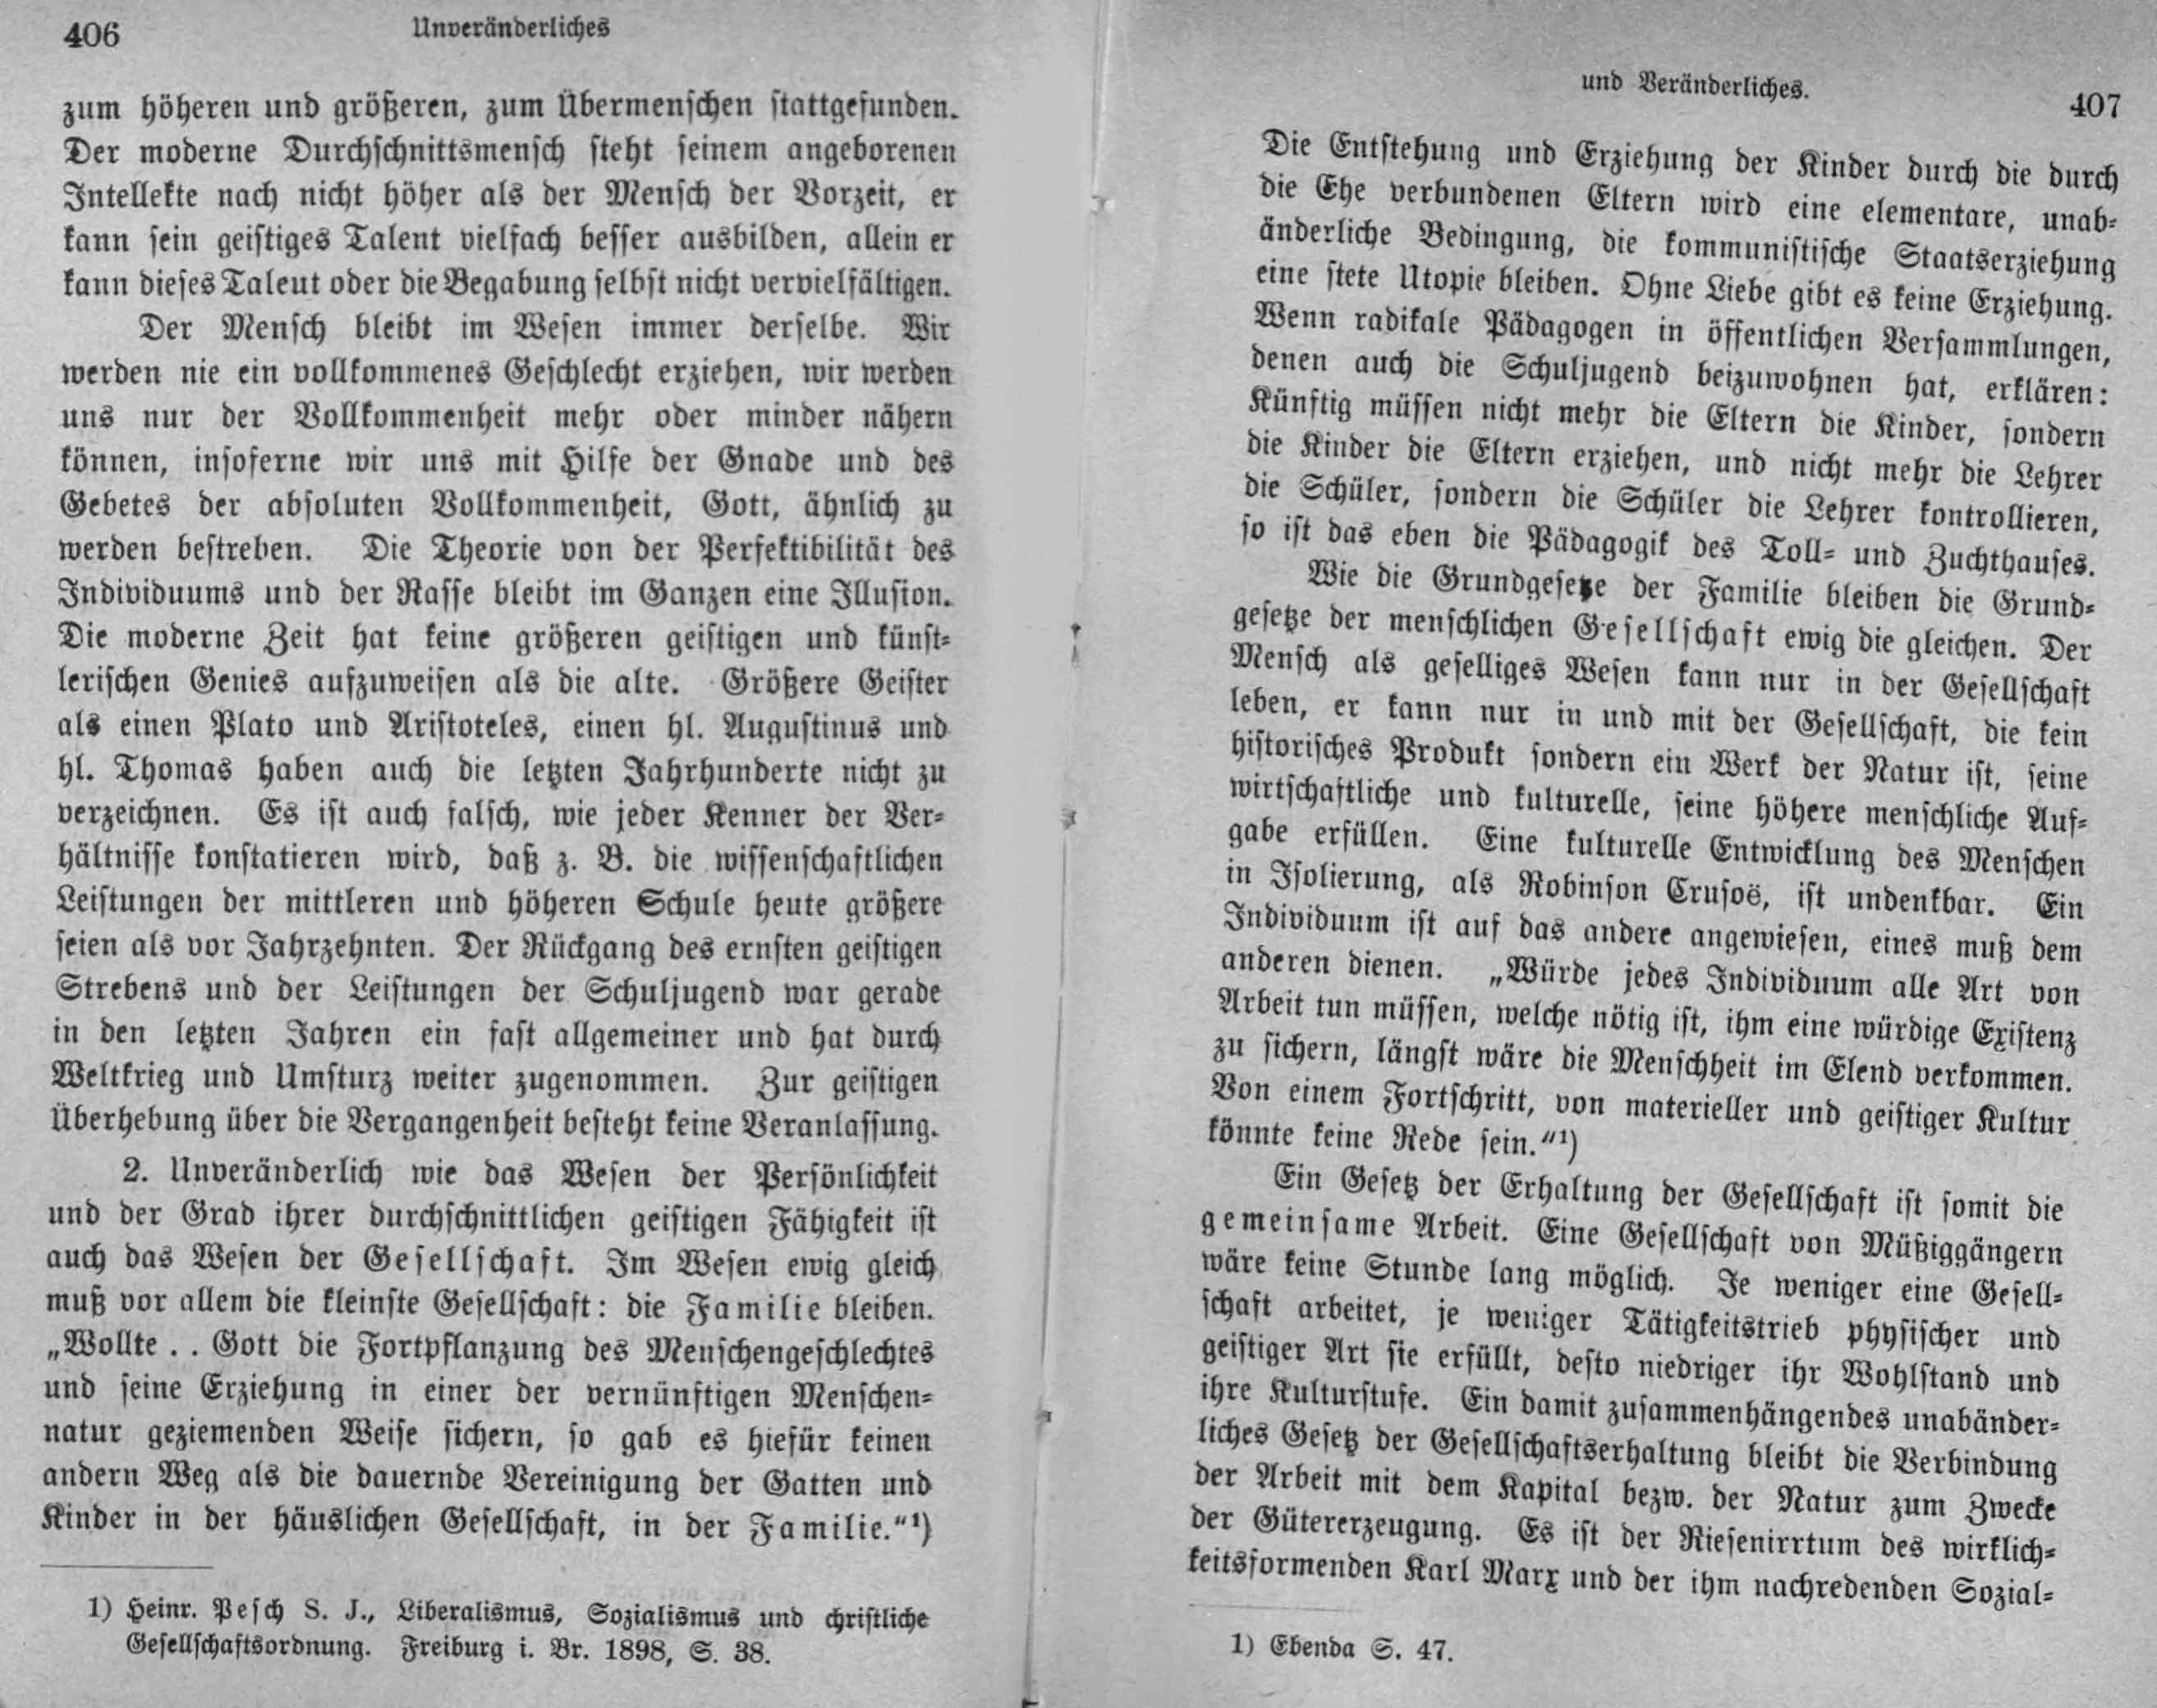 406
Unveränderliches
zum höheren und größeren, zum Übermenschen stattgefunden.
Der moderne Durchschnittsmensch steht seinem angeborenen
Intellekte nach nicht höher als der Mensch der Vorzeit, er
kann sein geistiges Talent vielfach besser ausbilden, allein er
kann dieses Talent oder die Begabung selbst nicht vervielfältigen.
Der Mensch bleibt im Wesen immer derselbe. Wir
werden nie ein vollkommenes Geschlecht erziehen, wir werden
uns nur der Vollkommenheit mehr oder minder nähern
können, insoferne wir uns mit Hilfe der Gnade und des
Gebetes der absoluten Vollkommenheit, Gott, ähnlich zu
werden bestreben. Die Theorie von der Perfektibilität des
Individuums und der Rasse bleibt im Ganzen eine Illusion.
Die moderne Zeit hat keine größeren geistigen und künst-
lerischen Genies aufzuweisen als die alte. Größere Geister
als einen Plato und Aristoteles, einen hl. Augustinus und
hl. Thomas haben auch die letzten Jahrhunderte nicht zu
verzeichnen. Es ist auch falsch, wie jeder Kenner der Ver-
hältnisse konstatieren wird, daß z. B. die wissenschaftlichen
Leistungen der mittleren und höheren Schule heute größere
seien als vor Jahrzehnten. Der Rückgang des ernsten geistigen
Strebens und der Leistungen der Schuljugend war gerade
in den letzten Jahren ein fast allgemeiner und hat durch
Weltkrieg und Umsturz weiter zugenommen. Zur geistigen
Überhebung über die Vergangenheit besteht keine Veranlassung.
2. Unveränderlich wie das Wesen der Persönlichkeit
und der Grad ihrer durchschnittlichen geistigen Fähigkeit ist
auch das Wesen der Gesellschaft. Im Wesen ewig gleich
muß vor allem die kleinste Gesellschaft: die Familie bleiben.
„Wollte .. Gott die Fortpflanzung des Menschengeschlechtes
und seine Erziehung in einer der vernünftigen Menschen-
natur geziemenden Weise sichern, so gab es hiefür keinen
andern Weg als die dauernde Vereinigung der Gatten und
Kinder in der häuslichen Gesellschaft, in der Familie.“¹)
1) Heinr. Pesch S. J., Liberalismus, Sozialismus und christliche
Gesellschaftsordnung. Freiburg i. Br. 1898, S. 38.
und Veränderliches.
407
Die Entstehung und Erziehung der Kinder durch die durch
die Ehe verbundenen Eltern wird eine elementare, unab-
änderliche Bedingung, die kommunistische Staatserziehung
eine stete Utopie bleiben. Ohne Liebe gibt es keine Erziehung.
Wenn radikale Pädagogen in öffentlichen Versammlungen,
denen auch die Schuljugend beizuwohnen hat, erklären:
Künftig müssen nicht mehr die Eltern die Kinder, sondern
die Kinder die Eltern erziehen, und nicht mehr die Lehrer
die Schüler, sondern die Schüler die Lehrer kontrollieren,
so ist das eben die Pädagogik des Toll- und Zuchthauses.
Wie die Grundgesetze der Familie bleiben die Grund-
gesetze der menschlichen Gesellschaft ewig die gleichen. Der
Mensch als geselliges Wesen kann nur in der Gesellschaft
leben, er kann nur in und mit der Gesellschaft, die kein
historisches Produkt sondern ein Werk der Natur ist, seine
wirtschaftliche und kulturelle, seine höhere menschliche Auf-
gabe erfüllen. Eine kulturelle Entwicklung des Menschen
in Isolierung, als Robinson Crusoë, ist undenkbar. Ein
Individuum ist auf das andere angewiesen, eines muß dem
anderen dienen. „Würde jedes Individuum alle Art von
Arbeit tun müssen, welche nötig ist, ihm eine würdige Existenz
zu sichern, längst wäre die Menschheit im Elend verkommen.
Von einem Fortschritt, von materieller und geistiger Kultur
könnte keine Rede sein.“¹)
Ein Gesetz der Erhaltung der Gesellschaft ist somit die
gemeinsame Arbeit. Eine Gesellschaft von Müßiggängern
wäre keine Stunde lang möglich. Je weniger eine Gesell-
schaft arbeitet, je weniger Tätigkeitstrieb physischer und
geistiger Art sie erfüllt, desto niedriger ihr Wohlstand und
ihre Kulturstufe. Ein damit zusammenhängendes unabänder-
liches Gesetz der Gesellschaftserhaltung bleibt die Verbindung
der Arbeit mit dem Kapital bezw. der Natur zum Zwecke
der Gütererzeugung. Es ist der Riesenirrtum des wirklich-
keitsformenden Karl Marx und der ihm nachredenden Sozial-
1) Ebenda S. 47.